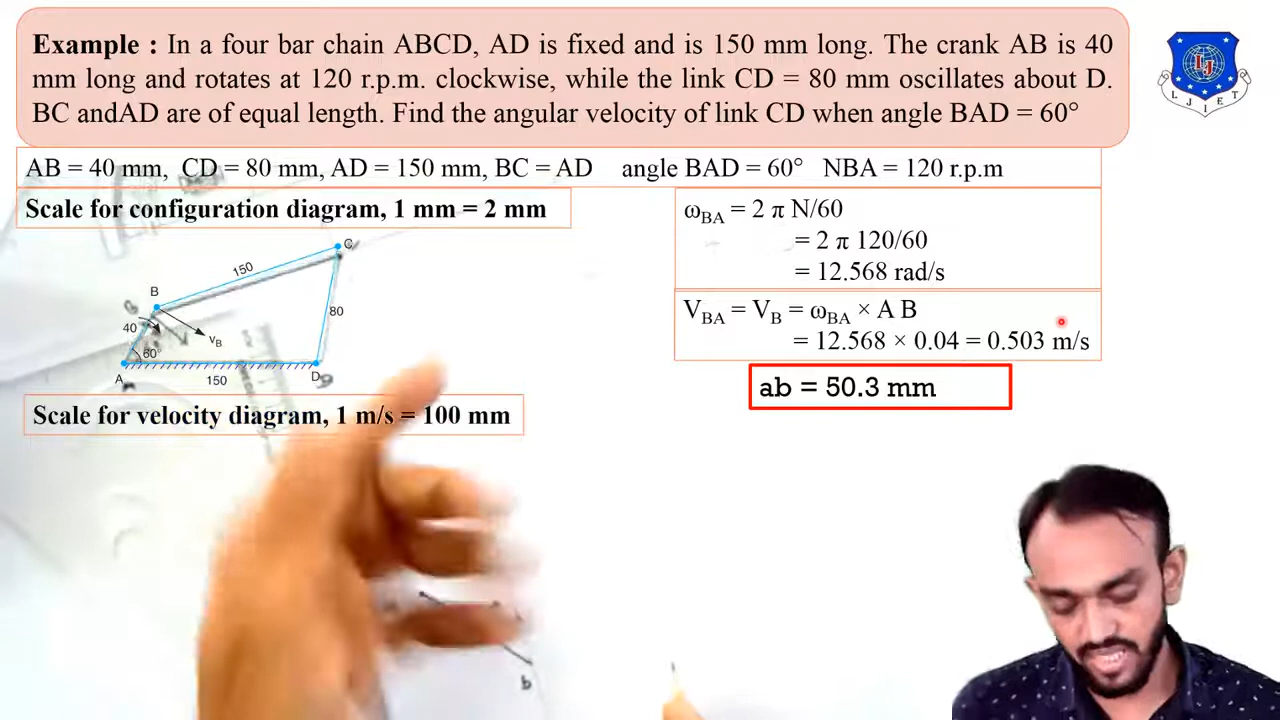 Example : In a four bar chain ABCD, AD is fixed and is 150 mm long. The crank AB is 40
mm long and rotates at 120 r.p.m. clockwise, while the link CD = 80 mm oscillates about D.
BC andAD are of equal length. Find the angular velocity of link CD when angle BAD = 60°
LJIET
AB = 40 mm, CD = 80 mm, AD = 150 mm, BC = AD angle BAD = 60° NBA = 120 r.p.m
Scale for configuration diagram, 1 mm = 2 mm
ωBA = 2 π N/60
= 2 π 120/60
= 12.568 rad/s
C
150
B
40
vB
80
60°
A
150
D
VBA = VB = ωBA × A B
= 12.568 × 0.04 = 0.503 m/s
ab = 50.3 mm
Scale for velocity diagram, 1 m/s = 100 mm
b